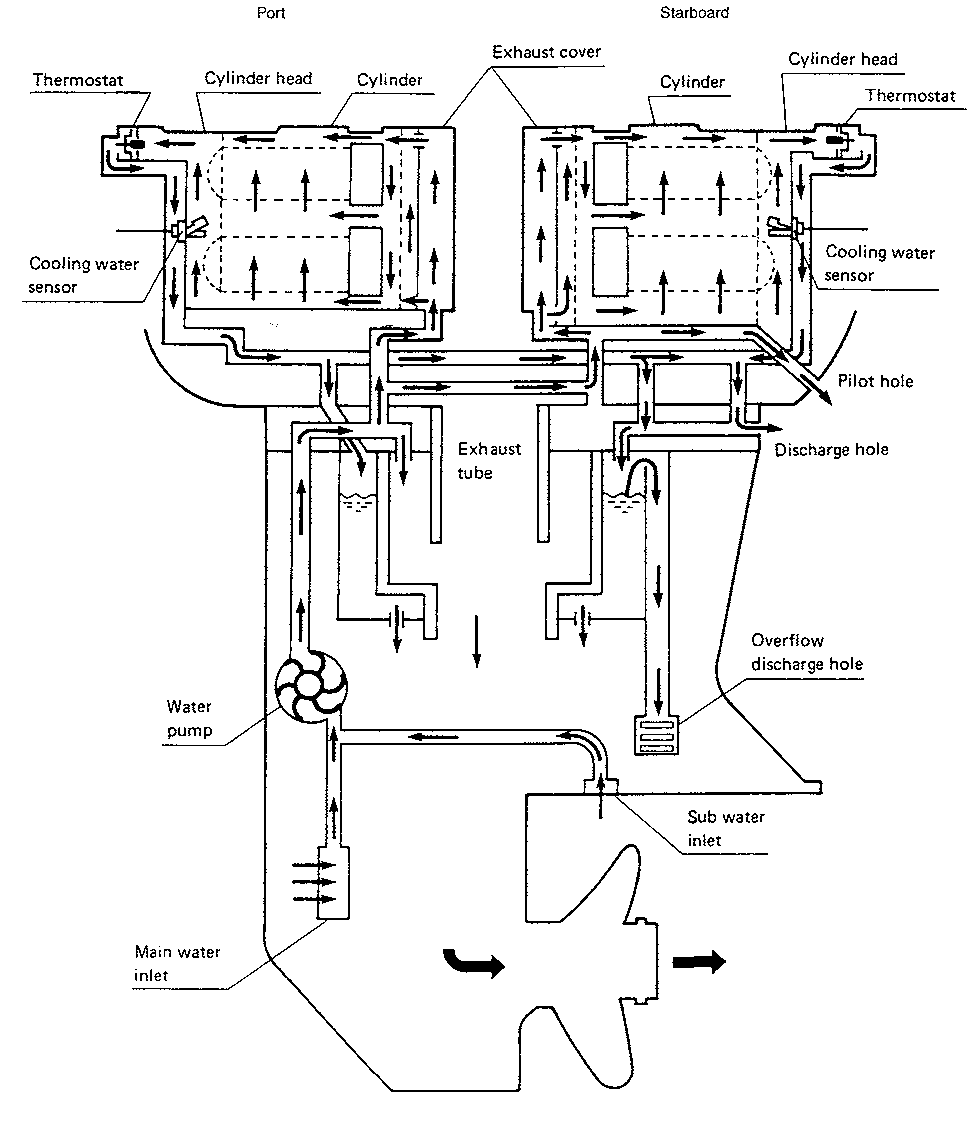 Port
Starboard
Exhaust cover
Thermostat
Cylinder head
Cylinder
Cylinder
Cylinder head
Thermostat
Cooling water
sensor
Cooling water
sensor
Pilot hole
Exhaust
tube
Discharge hole
Overflow
discharge hole
Water
pump
Sub water
inlet
Main water
inlet